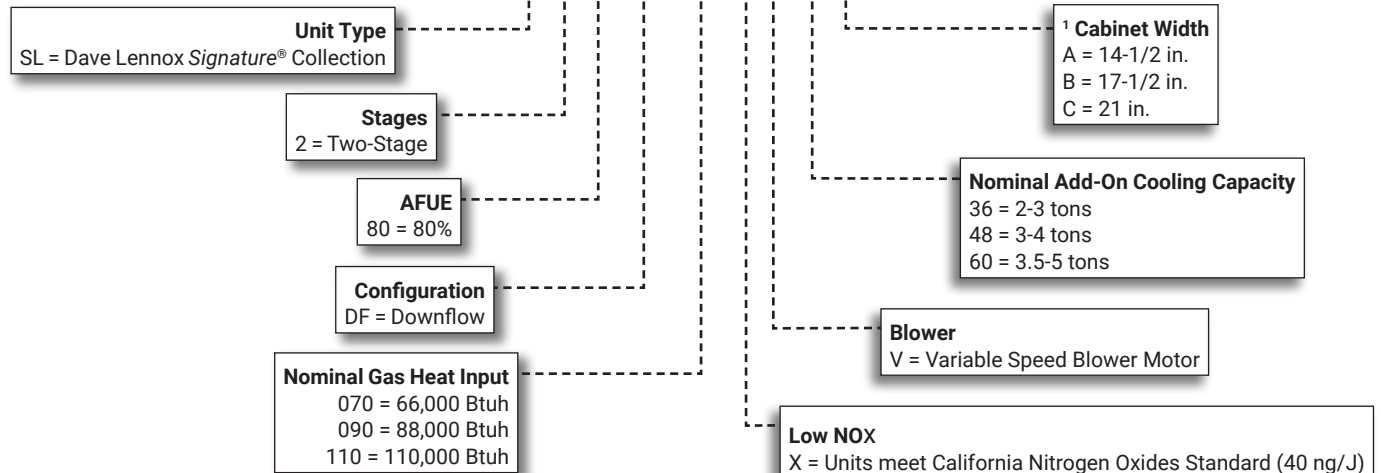 Unit Type
SL = Dave Lennox Signature® Collection
Stages
2 = Two-Stage
AFUE
80 = 80%
Configuration
DF = Downflow
Nominal Gas Heat Input
070 = 66,000 Btuh
090 = 88,000 Btuh
110 = 110,000 Btuh
¹ Cabinet Width
A = 14-1/2 in.
B = 17-1/2 in.
C = 21 in.
Nominal Add-On Cooling Capacity
36 = 2-3 tons
48 = 3-4 tons
60 = 3.5-5 tons
Blower
V = Variable Speed Blower Motor
Low NOX
X = Units meet California Nitrogen Oxides Standard (40 ng/J)